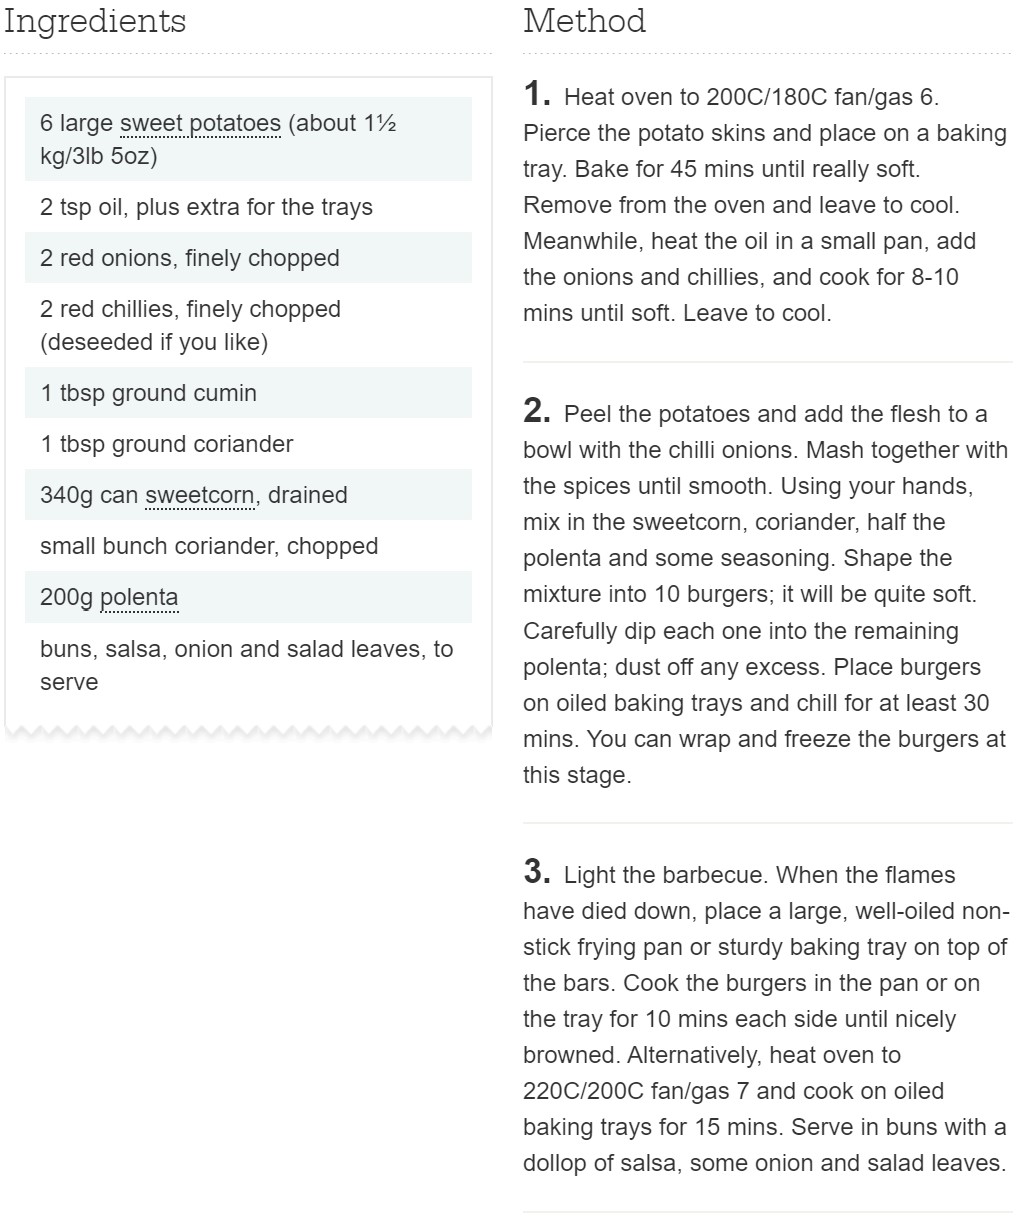 Ingredients
6 large sweet potatoes (about 1½
kg/3lb 5oz)
2 tsp oil, plus extra for the trays
2 red onions, finely chopped
2 red chillies, finely chopped
(deseeded if you like)
1 tbsp ground cumin
1 tbsp ground coriander
340g can sweetcorn, drained
small bunch coriander, chopped
200g polenta
buns, salsa, onion and salad leaves, to
serve
Method
1. Heat oven to 200C/180C fan/gas 6.
Pierce the potato skins and place on a baking
tray. Bake for 45 mins until really soft.
Remove from the oven and leave to cool.
Meanwhile, heat the oil in a small pan, add
the onions and chillies, and cook for 8-10
mins until soft. Leave to cool.
2. Peel the potatoes and add the flesh to a
bowl with the chilli onions. Mash together with
the spices until smooth. Using your hands,
mix in the sweetcorn, coriander, half the
polenta and some seasoning. Shape the
mixture into 10 burgers; it will be quite soft.
Carefully dip each one into the remaining
polenta; dust off any excess. Place burgers
on oiled baking trays and chill for at least 30
mins. You can wrap and freeze the burgers at
this stage.
3. Light the barbecue. When the flames
have died down, place a large, well-oiled non-
stick frying pan or sturdy baking tray on top of
the bars. Cook the burgers in the pan or on
the tray for 10 mins each side until nicely
browned. Alternatively, heat oven to
220C/200C fan/gas 7 and cook on oiled
baking trays for 15 mins. Serve in buns with a
dollop of salsa, some onion and salad leaves.